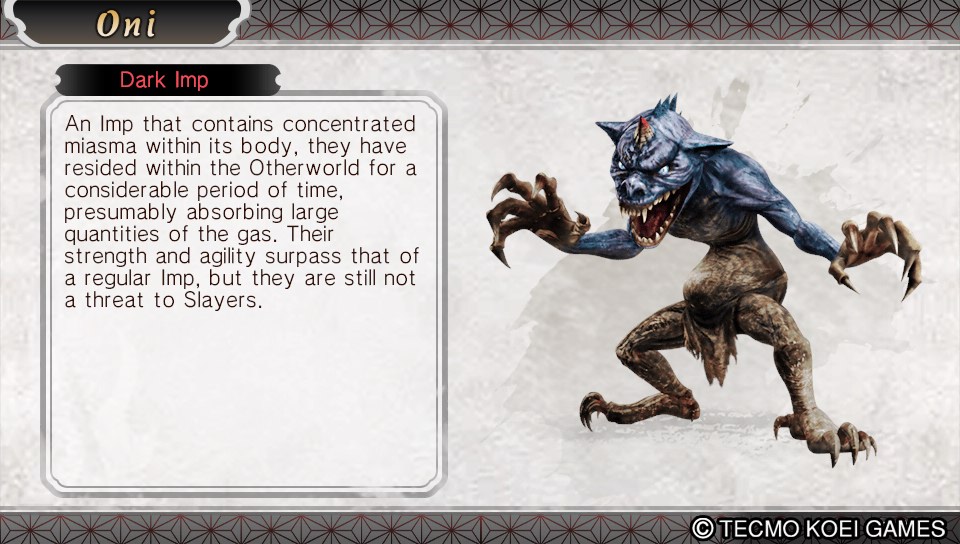 Oni
Dark Imp
An Imp that contains concentrated
miasma within its body, they have
resided within the Otherworld for a
considerable period of time,
presumably absorbing large
quantities of the gas. Their
strength and agility surpass that of
a regular Imp, but they are still not
a threat to Slayers.
© TECMO KOEI GAMES